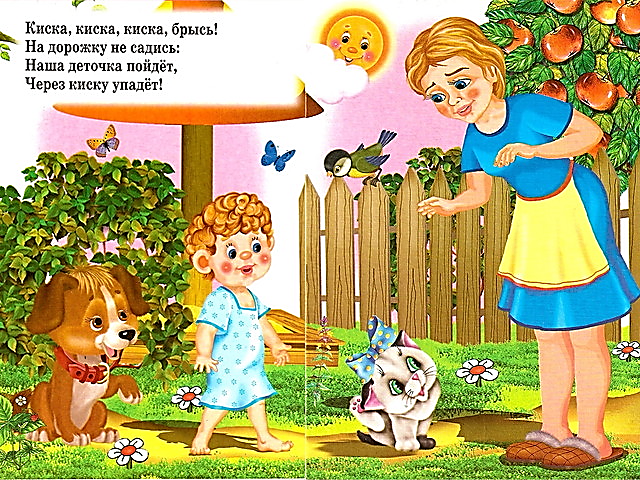 Киска, киска, киска, брысь!
На дорожку не садись:
Наша деточка пойдёт,
Через киску упадёт!